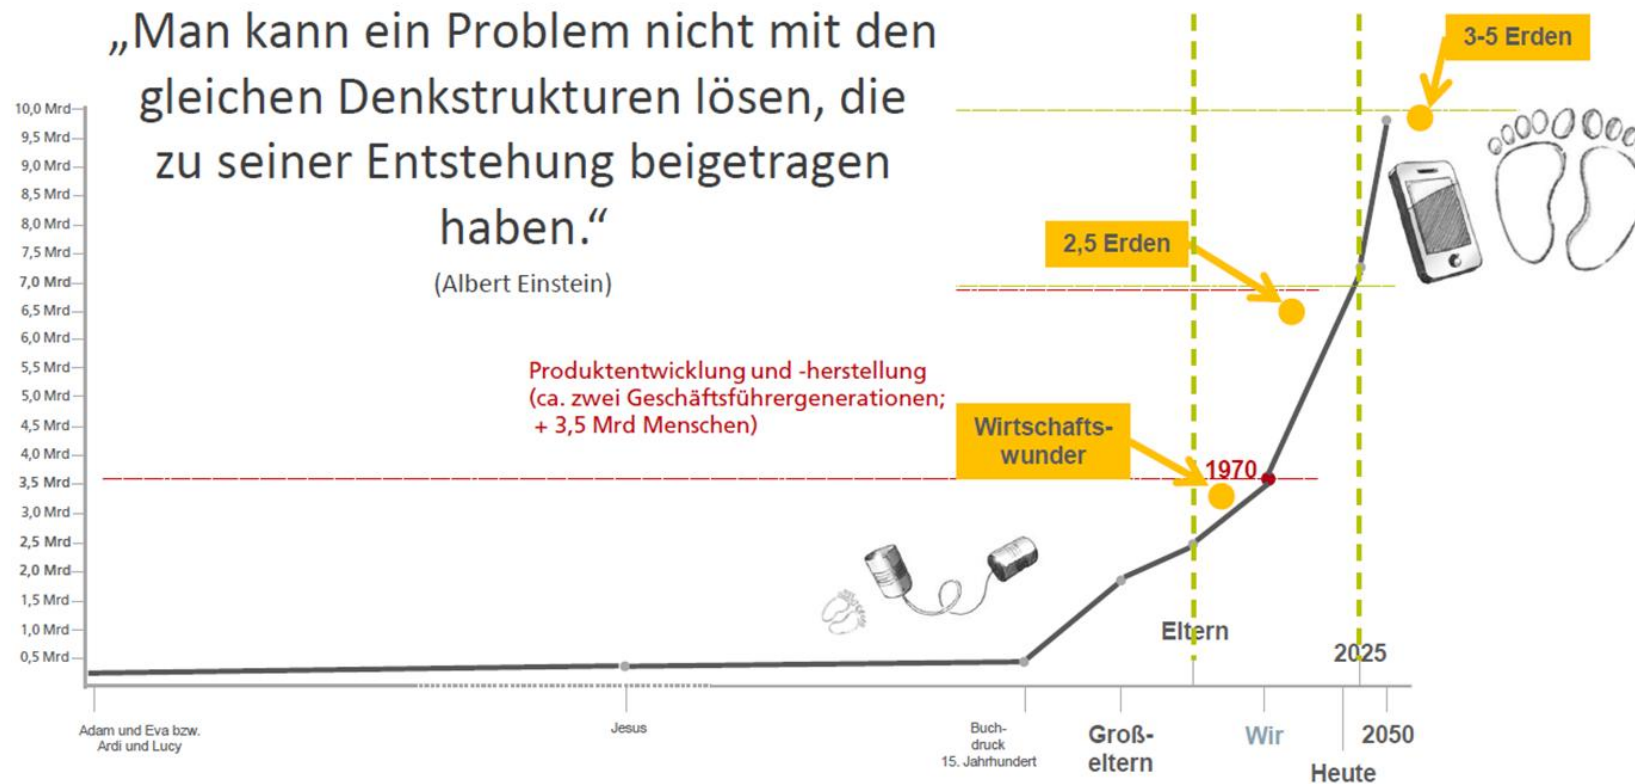 „Man kann ein Problem nicht mit den
gleichen Denkstrukturen lösen, die
zu seiner Entstehung beigetragen
haben.“
(Albert Einstein)
3-5 Erden
2,5 Erden
Produktentwicklung und -herstellung
(ca. zwei Geschäftsführergenerationen;
+ 3,5 Mrd Menschen)
Wirtschafts-
wunder
1970
10,0 Mrd
9,5 Mrd
9,0 Mrd
8,5 Mrd
8,0 Mrd
7,5 Mrd
7,0 Mrd
6,5 Mrd
6,0 Mrd
5,5 Mrd
5,0 Mrd
4,5 Mrd
4,0 Mrd
3,5 Mrd
3,0 Mrd
2,5 Mrd
2,0 Mrd
1,5 Mrd
1,0 Mrd
0,5 Mrd
Eltern
2025
Adam und Eva bzw.
Ardi und Lucy
Jesus
Buch-
druck
15. Jahrhundert
Groß-
eltern
Wir
2050
Heute